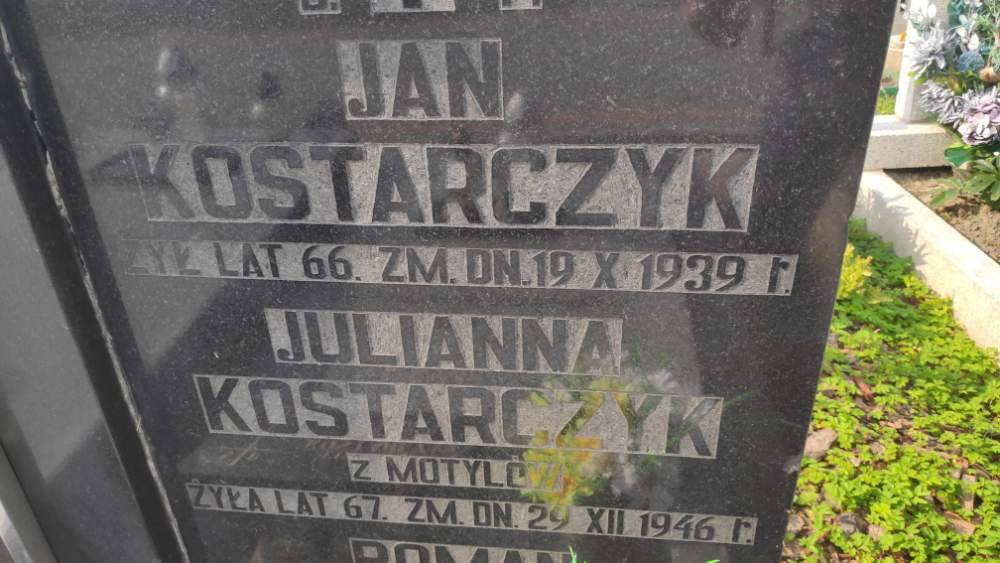 JAN
KOSTARCZYK
ŻYŁ LAT 66. ZM. DN. 19 X 1939 r.
JULIANNA
KOSTARCZYK
Z MOTYLÓW
ŻYŁA LAT 67. ZM. DN. 29 XII 1946 r.
ROMAN